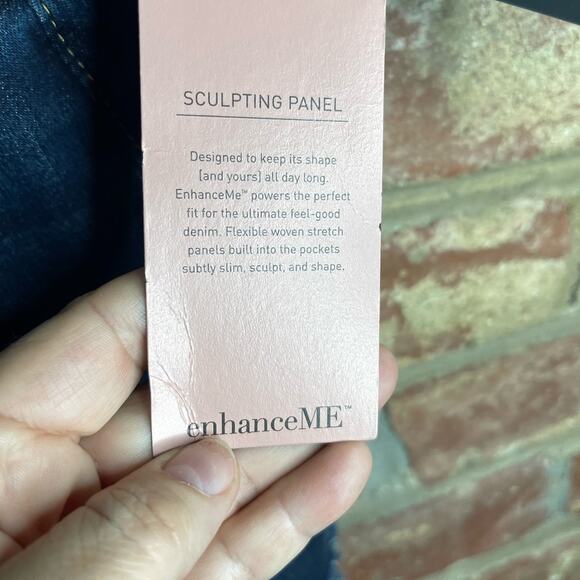 SCULPTING PANEL
Designed to keep its shape
[and yours] all day long.
EnhanceMe™ powers the perfect
fit for the ultimate feel-good
denim. Flexible woven stretch
panels built into the pockets
subtly slim, sculpt, and shape.
enhanceME™